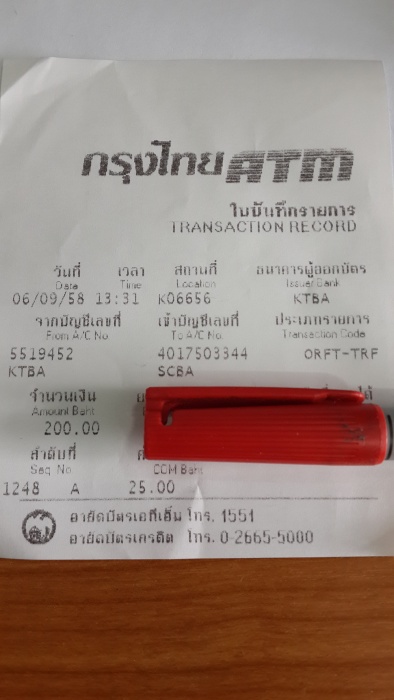 กรุงไทย ATM
ใบบันทึกรายการ
TRANSACTION RECORD
วันที่ เวลา สถานที่ ธนาคารผู้ออกบัตร
Date Time Location Issuer Bank
06/09/58 13:31 K06656 KTBA
จากบัญชีเลขที่ เข้าบัญชีเลขที่ ประเภทรายการ
From A/C No. To A/C No. Transaction Code
5519452 4017503344 ORFT-TRF
KTBA SCBA
จำนวนเงิน
Amount Baht
200.00
ลำดับที่
Seq. No. COM Baht
1248 A 25.00
อายัดบัตรเอทีเอ็ม โทร. 1551
อายัดบัตรเครดิต โทร. 0-2665-5000